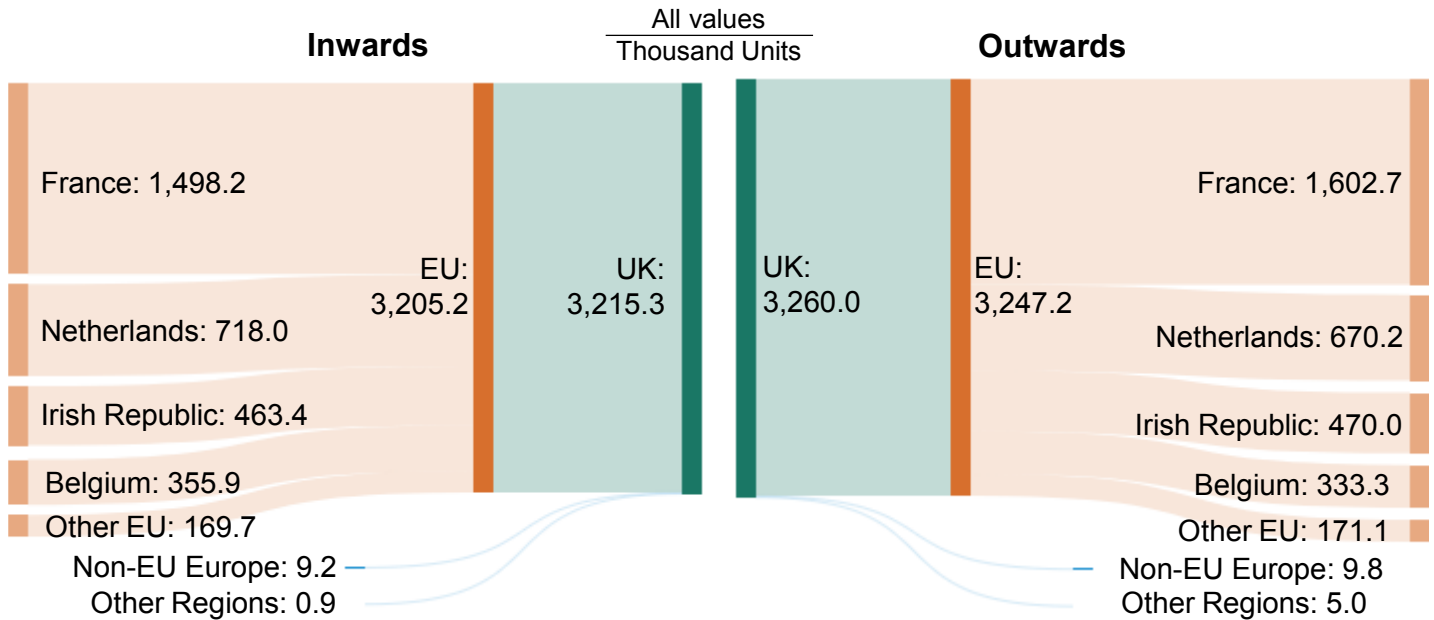 All values
Thousand Units
Inwards
France: 1,498.2
Netherlands: 718.0
Irish Republic: 463.4
Belgium: 355.9
Other EU: 169.7
Non-EU Europe: 9.2
Other Regions: 0.9
EU:
3,205.2
UK:
3,215.3
Outwards
UK:
3,260.0
EU:
3,247.2
France: 1,602.7
Netherlands: 670.2
Irish Republic: 470.0
Belgium: 333.3
Other EU: 171.1
Non-EU Europe: 9.8
Other Regions: 5.0